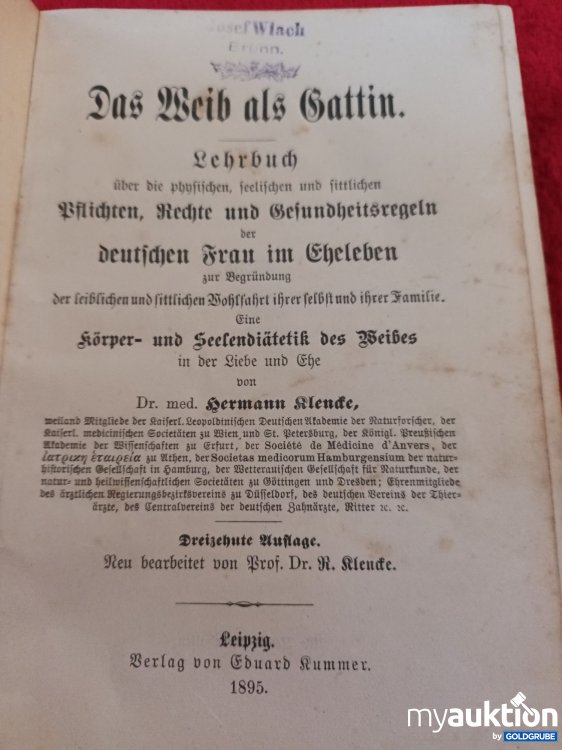 Josef Wlach
Brünn.
Das Weib als Gattin.
Lehrbuch
über die physischen, seelischen und sittlichen
Pflichten, Rechte und Gesundheitsregeln
der
deutschen Frau im Eheleben
zur Begründung
der leiblichen und sittlichen Wohlfahrt ihrer selbst und ihrer Familie.
Eine
Körper- und Seelendiätetik des Weibes
in der Liebe und Ehe
von
Dr. med. Hermann Klencke,
weiland Mitgliede der Kaiserl. Leopoldinischen Deutschen Akademie der Naturforscher, der
Kaiserl. medicinischen Societäten zu Wien und St. Petersburg, der Königl. Preußischen
Akademie der Wissenschaften zu Erfurt, der Société de Médicine d'Anvers, der
ἰατρικη ἑταιρεία zu Athen, der Societas medicorum Hamburgensium der natur-
historischen Gesellschaft in Hamburg, der Wetterauischen Gesellschaft für Naturkunde, der
natur- und heilwissenschaftlichen Societäten zu Göttingen und Dresden; Ehrenmitgliede
des ärztlichen Regierungsbezirksvereins zu Düsseldorf, des deutschen Vereins der Thier-
ärzte, des Centralvereins der deutschen Zahnärzte, Ritter ꝛc. ꝛc.
Dreizehnte Auflage.
Neu bearbeitet von Prof. Dr. R. Klencke.
Leipzig.
Verlag von Eduard Kummer.
1895.
myauktion
by GOLDGRUBE